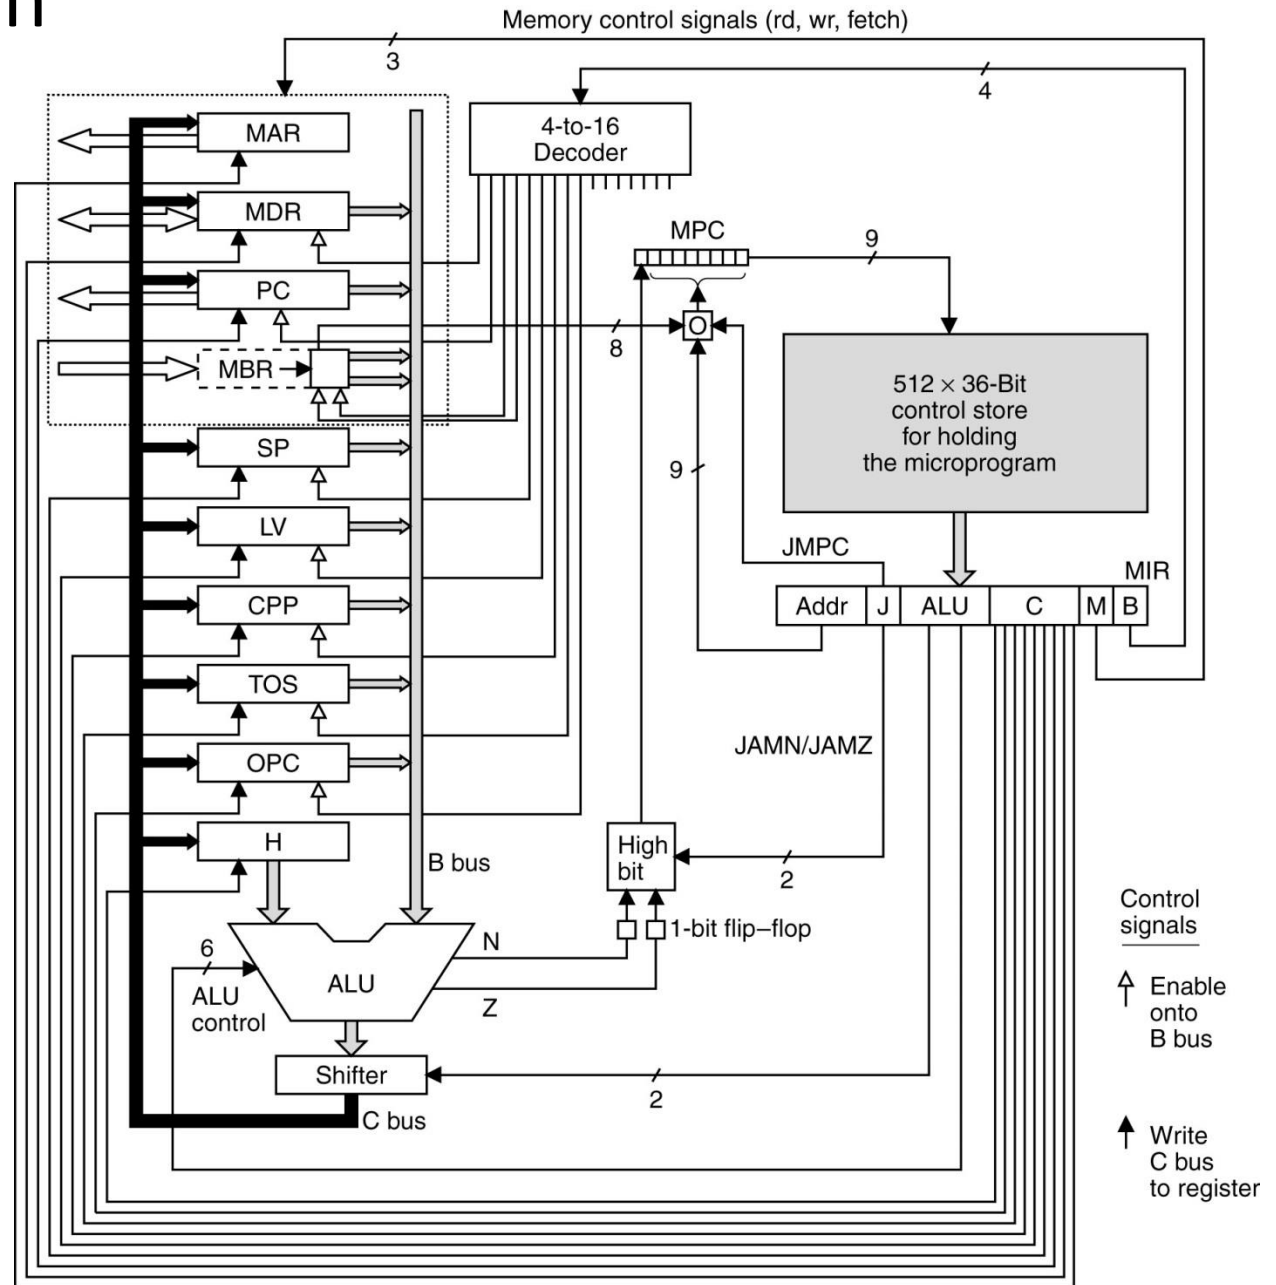 Memory control signals (rd, wr, fetch)
3
4
MAR
4-to-16
Decoder
MDR
MPC
9
PC
O
8
MBR
512 × 36-Bit
control store
for holding
the microprogram
SP
9
LV
JMPC
MIR
CPP
Addr
J
ALU
C
M
B
TOS
JAMN/JAMZ
OPC
H
B bus
High
bit
2
Control
signals
1-bit flip–flop
N
6
ALU
Z
ALU
control
Enable
onto
B bus
Shifter
2
C bus
Write
C bus
to register